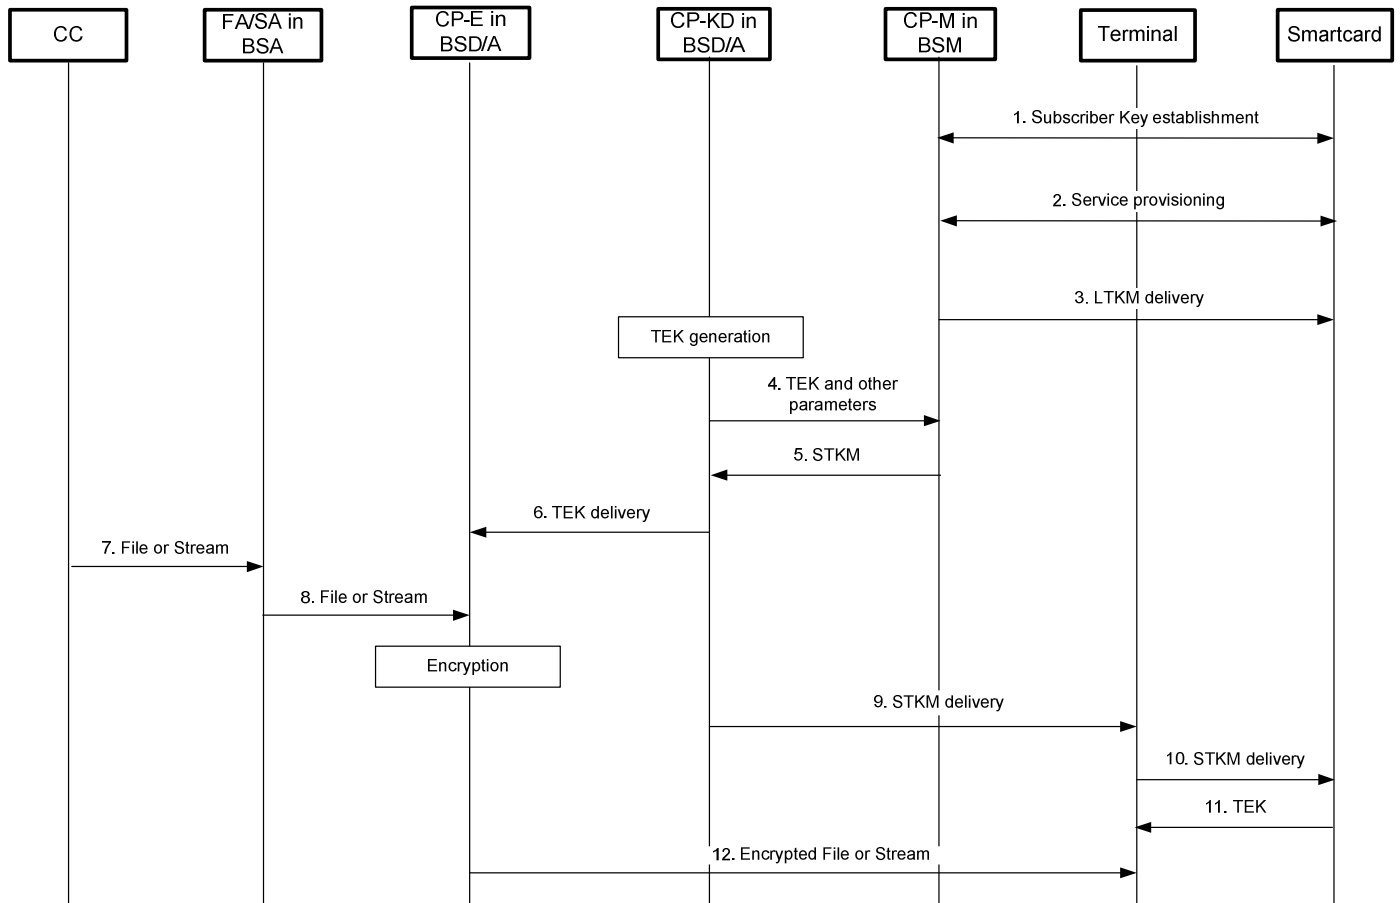 CC
FA/SA in
BSA
CP-E in
BSD/A
CP-KD in
BSD/A
CP-M in
BSM
Terminal
Smartcard
1. Subscriber Key establishment
2. Service provisioning
3. LTKM delivery
TEK generation
4. TEK and other
parameters
5. STKM
6. TEK delivery
7. File or Stream
8. File or Stream
Encryption
9. STKM delivery
10. STKM delivery
11. TEK
12. Encrypted File or Stream